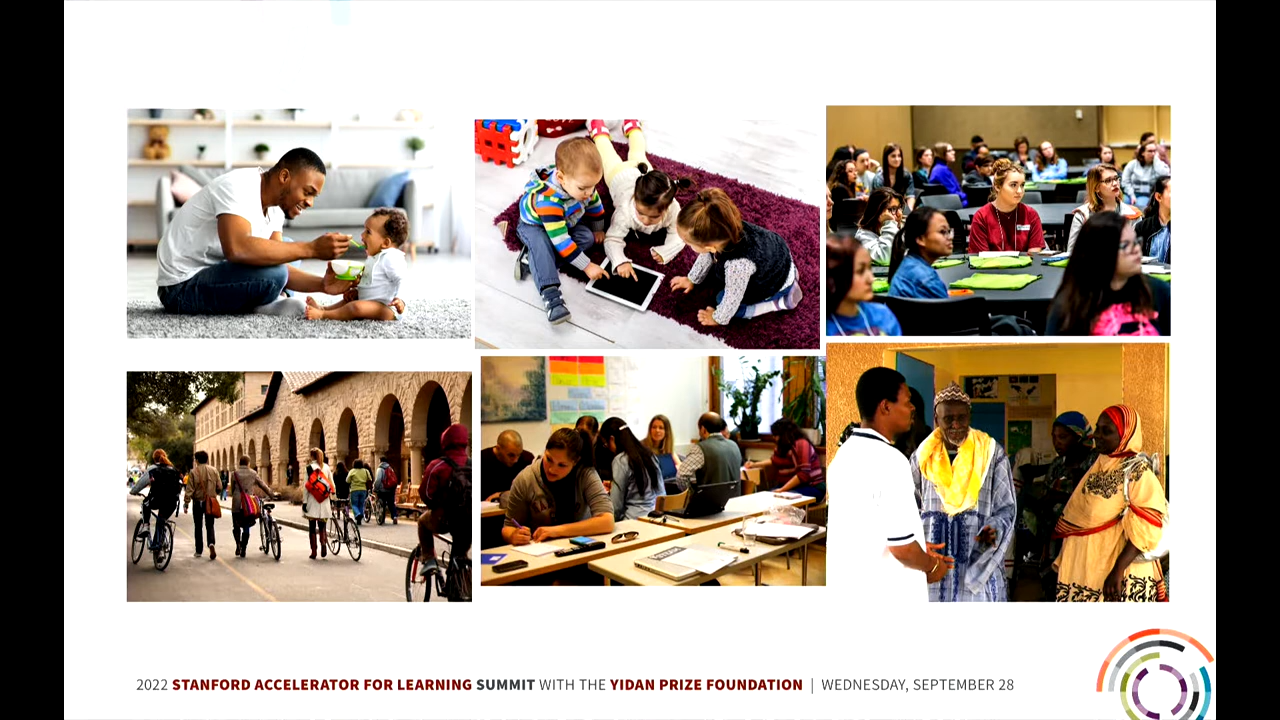 2022 STANFORD ACCELERATOR FOR LEARNING SUMMIT WITH THE YIDAN PRIZE FOUNDATION | WEDNESDAY, SEPTEMBER 28